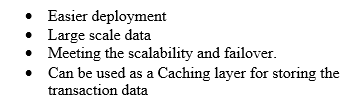 • Easier deployment
• Large scale data
• Meeting the scalability and failover.
• Can be used as a Caching layer for storing the
transaction data